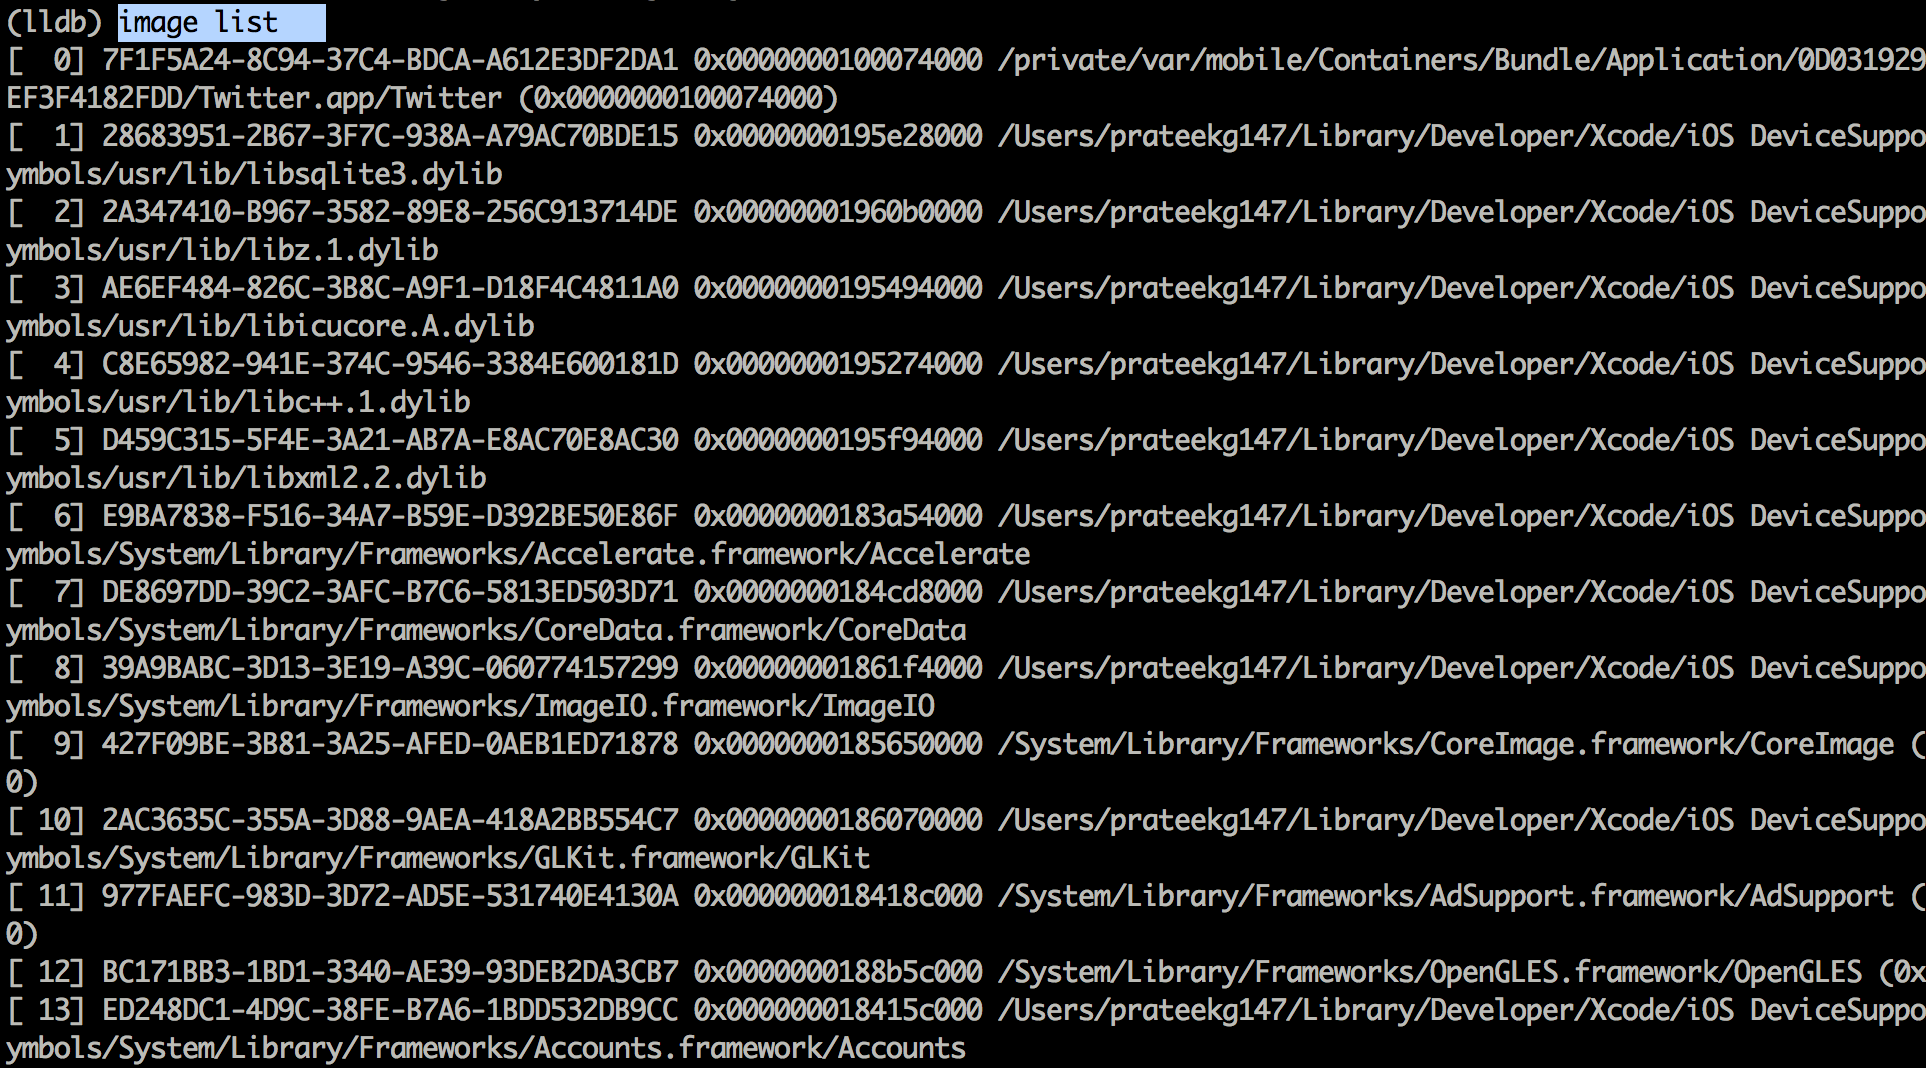 (lldb) image list
[  0] 7F1F5A24-8C94-37C4-BDCA-A612E3DF2DA1 0x0000000100074000 /private/var/mobile/Containers/Bundle/Application/0D031929
EF3F4182FDD/Twitter.app/Twitter (0x0000000100074000)
[  1] 28683951-2B67-3F7C-938A-A79AC70BDE15 0x0000000195e28000 /Users/prateekg147/Library/Developer/Xcode/iOS DeviceSuppo
ymbols/usr/lib/libsqlite3.dylib
[  2] 2A347410-B967-3582-89E8-256C913714DE 0x00000001960b0000 /Users/prateekg147/Library/Developer/Xcode/iOS DeviceSuppo
ymbols/usr/lib/libz.1.dylib
[  3] AE6EF484-826C-3B8C-A9F1-D18F4C4811A0 0x0000000195494000 /Users/prateekg147/Library/Developer/Xcode/iOS DeviceSuppo
ymbols/usr/lib/libicucore.A.dylib
[  4] C8E65982-941E-374C-9546-3384E600181D 0x0000000195274000 /Users/prateekg147/Library/Developer/Xcode/iOS DeviceSuppo
ymbols/usr/lib/libc++.1.dylib
[  5] D459C315-5F4E-3A21-AB7A-E8AC70E8AC30 0x0000000195f94000 /Users/prateekg147/Library/Developer/Xcode/iOS DeviceSuppo
ymbols/usr/lib/libxml2.2.dylib
[  6] E9BA7838-F516-34A7-B59E-D392BE50E86F 0x0000000183a54000 /Users/prateekg147/Library/Developer/Xcode/iOS DeviceSuppo
ymbols/System/Library/Frameworks/Accelerate.framework/Accelerate
[  7] DE8697DD-39C2-3AFC-B7C6-5813ED503D71 0x0000000184cd8000 /Users/prateekg147/Library/Developer/Xcode/iOS DeviceSuppo
ymbols/System/Library/Frameworks/CoreData.framework/CoreData
[  8] 39A9BABC-3D13-3E19-A39C-060774157299 0x00000001861f4000 /Users/prateekg147/Library/Developer/Xcode/iOS DeviceSuppo
ymbols/System/Library/Frameworks/ImageIO.framework/ImageIO
[  9] 427F09BE-3B81-3A25-AFED-0AEB1ED71878 0x0000000185650000 /System/Library/Frameworks/CoreImage.framework/CoreImage (
0)
[ 10] 2AC3635C-355A-3D88-9AEA-418A2BB554C7 0x0000000186070000 /Users/prateekg147/Library/Developer/Xcode/iOS DeviceSuppo
ymbols/System/Library/Frameworks/GLKit.framework/GLKit
[ 11] 977FAEFC-983D-3D72-AD5E-531740E4130A 0x000000018418c000 /System/Library/Frameworks/AdSupport.framework/AdSupport (
0)
[ 12] BC171BB3-1BD1-3340-AE39-93DEB2DA3CB7 0x0000000188b5c000 /System/Library/Frameworks/OpenGLES.framework/OpenGLES (0x
[ 13] ED248DC1-4D9C-38FE-B7A6-1BDD532DB9CC 0x000000018415c000 /Users/prateekg147/Library/Developer/Xcode/iOS DeviceSuppo
ymbols/System/Library/Frameworks/Accounts.framework/Accounts